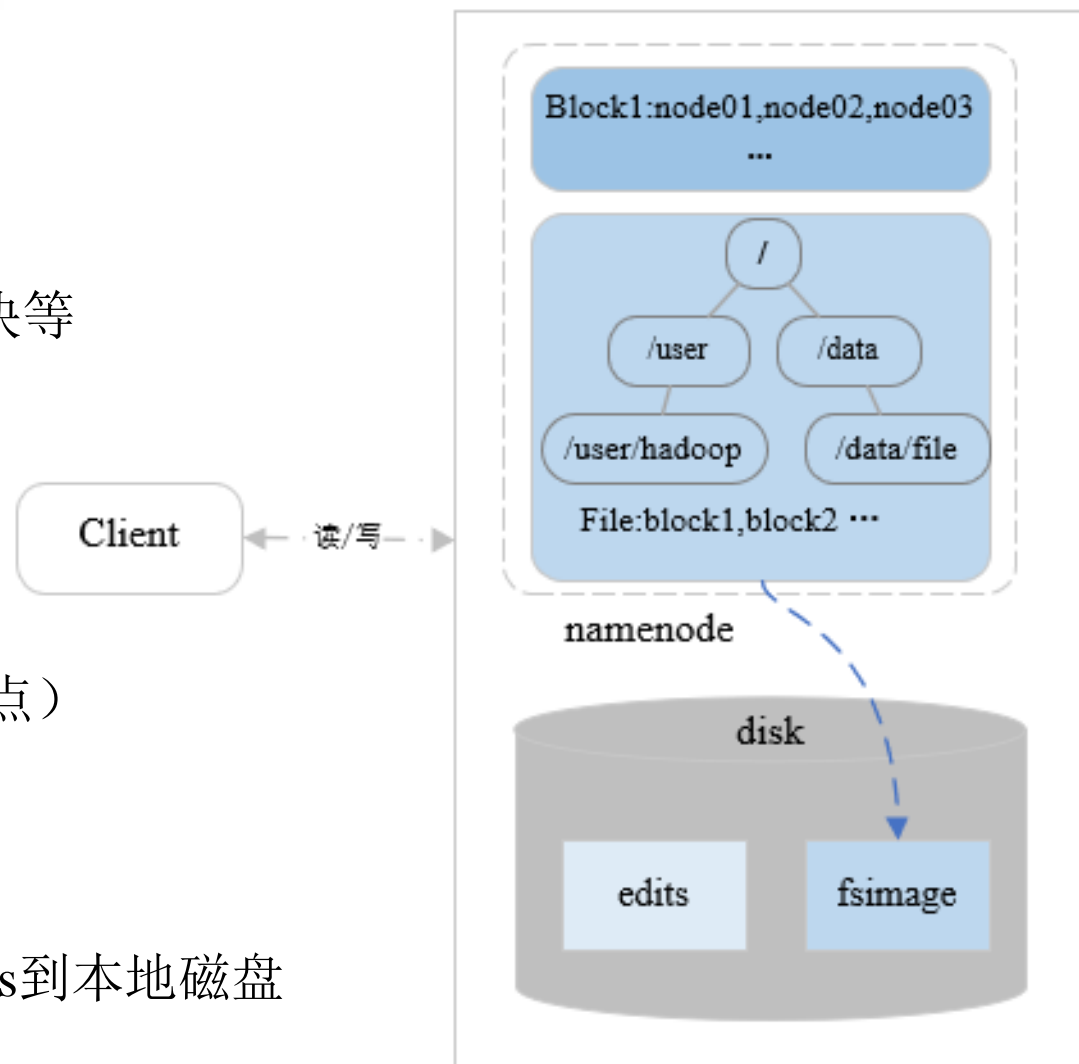 Block1:node01,node02,node03
...
/
块等
/user
/data
/user/hadoop
/data/file
File:block1,block2 ...
Client
读/写
namenode
点）
disk
edits
fsimage
s到本地磁盘